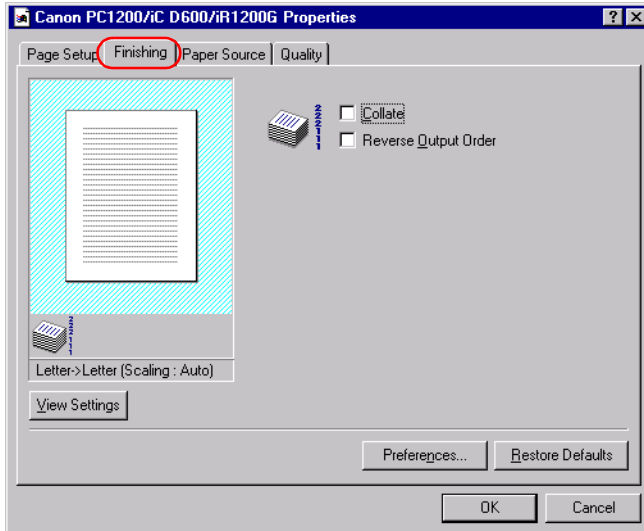 Canon PC1200/iC D600/iR1200G Properties
Page Setup Finishing Paper Source Quality
Collate
Reverse Output Order
222111
Letter->Letter (Scaling : Auto)
View Settings
Preferences... Restore Defaults
OK Cancel